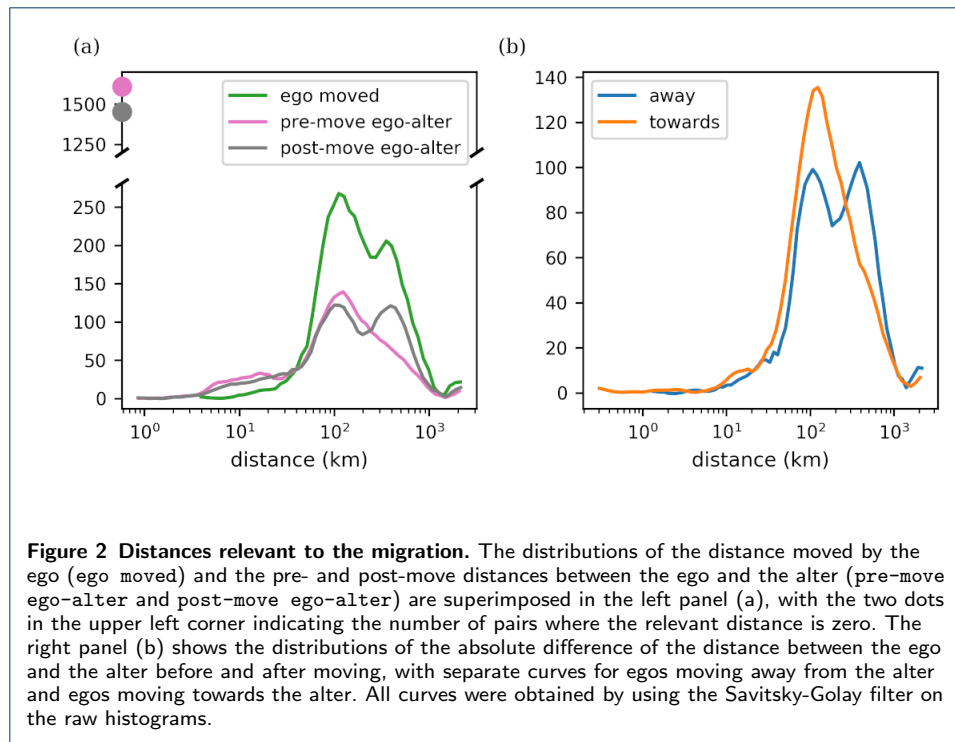 (a)
(b)
1500
1250
250
200
150
100
50
0
ego moved
pre-move ego-alter
post-move ego-alter
10⁰
10¹
10²
10³
distance (km)
140
120
100
80
60
40
20
0
away
towards
10⁰
10¹
10²
10³
distance (km)
Figure 2 Distances relevant to the migration. The distributions of the distance moved by the
ego (ego moved) and the pre- and post-move distances between the ego and the alter (pre-move
ego-alter and post-move ego-alter) are superimposed in the left panel (a), with the two dots
in the upper left corner indicating the number of pairs where the relevant distance is zero. The
right panel (b) shows the distributions of the absolute difference of the distance between the ego
and the alter before and after moving, with separate curves for egos moving away from the alter
and egos moving towards the alter. All curves were obtained by using the Savitsky-Golay filter on
the raw histograms.